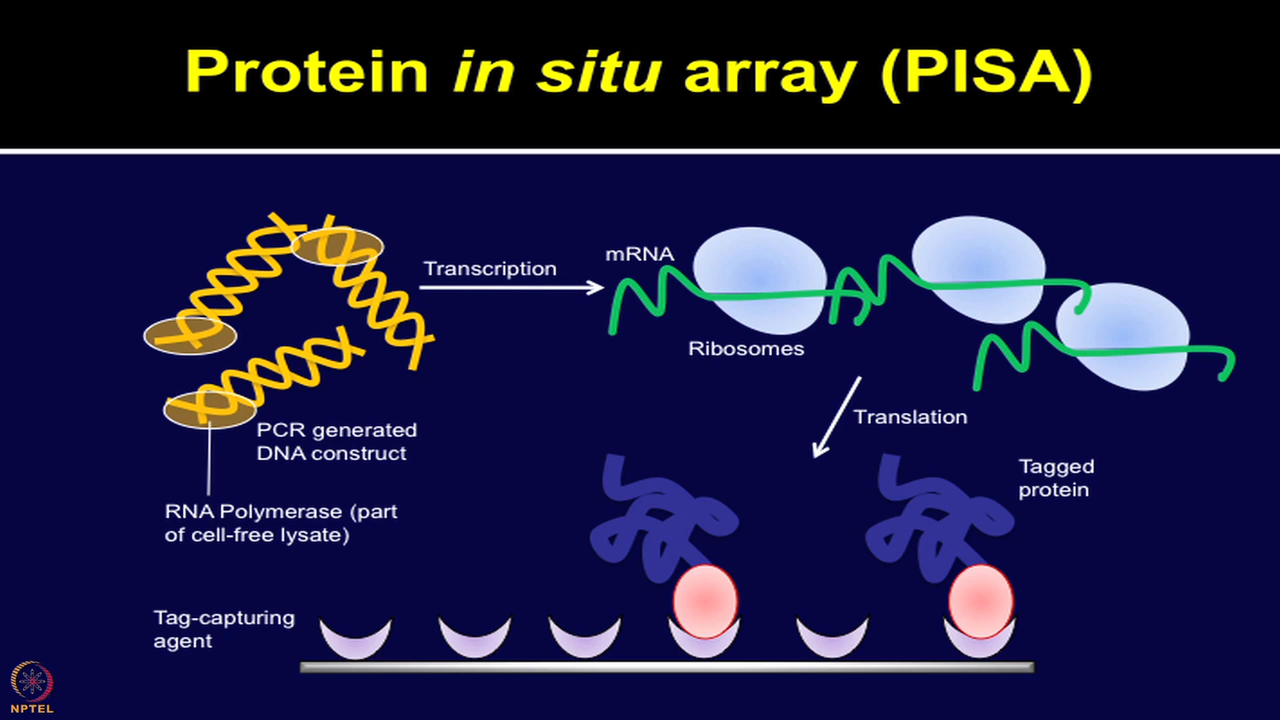 Protein in situ array (PISA)
Transcription
mRNA
Ribosomes
Translation
PCR generated
DNA construct
RNA Polymerase (part
of cell-free lysate)
Tagged
protein
Tag-capturing
agent
NPTEL